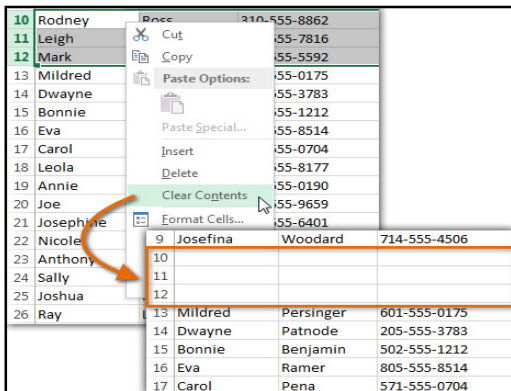 10 Rodney Ross 310-555-8862
11 Leigh Cut 55-7816
12 Mark Copy 55-5592
13 Mildred Paste Options: 55-0175
14 Dwayne 55-3783
15 Bonnie Paste Special... 55-1212
16 Eva 55-8514
17 Carol Insert 55-0704
18 Leola Delete 55-8177
19 Annie Clear Contents 55-0190
20 Joe 55-9659
21 Josephine Format Cells... 55-6401
22 Nicole
23 Anthony
24 Sally
25 Joshua
26 Ray
9 Josefina Woodard 714-555-4506
10
11
12
13 Mildred Persinger 601-555-0175
14 Dwayne Patnode 205-555-3783
15 Bonnie Benjamin 502-555-1212
16 Eva Ramer 805-555-8514
17 Carol Pena 571-555-0704